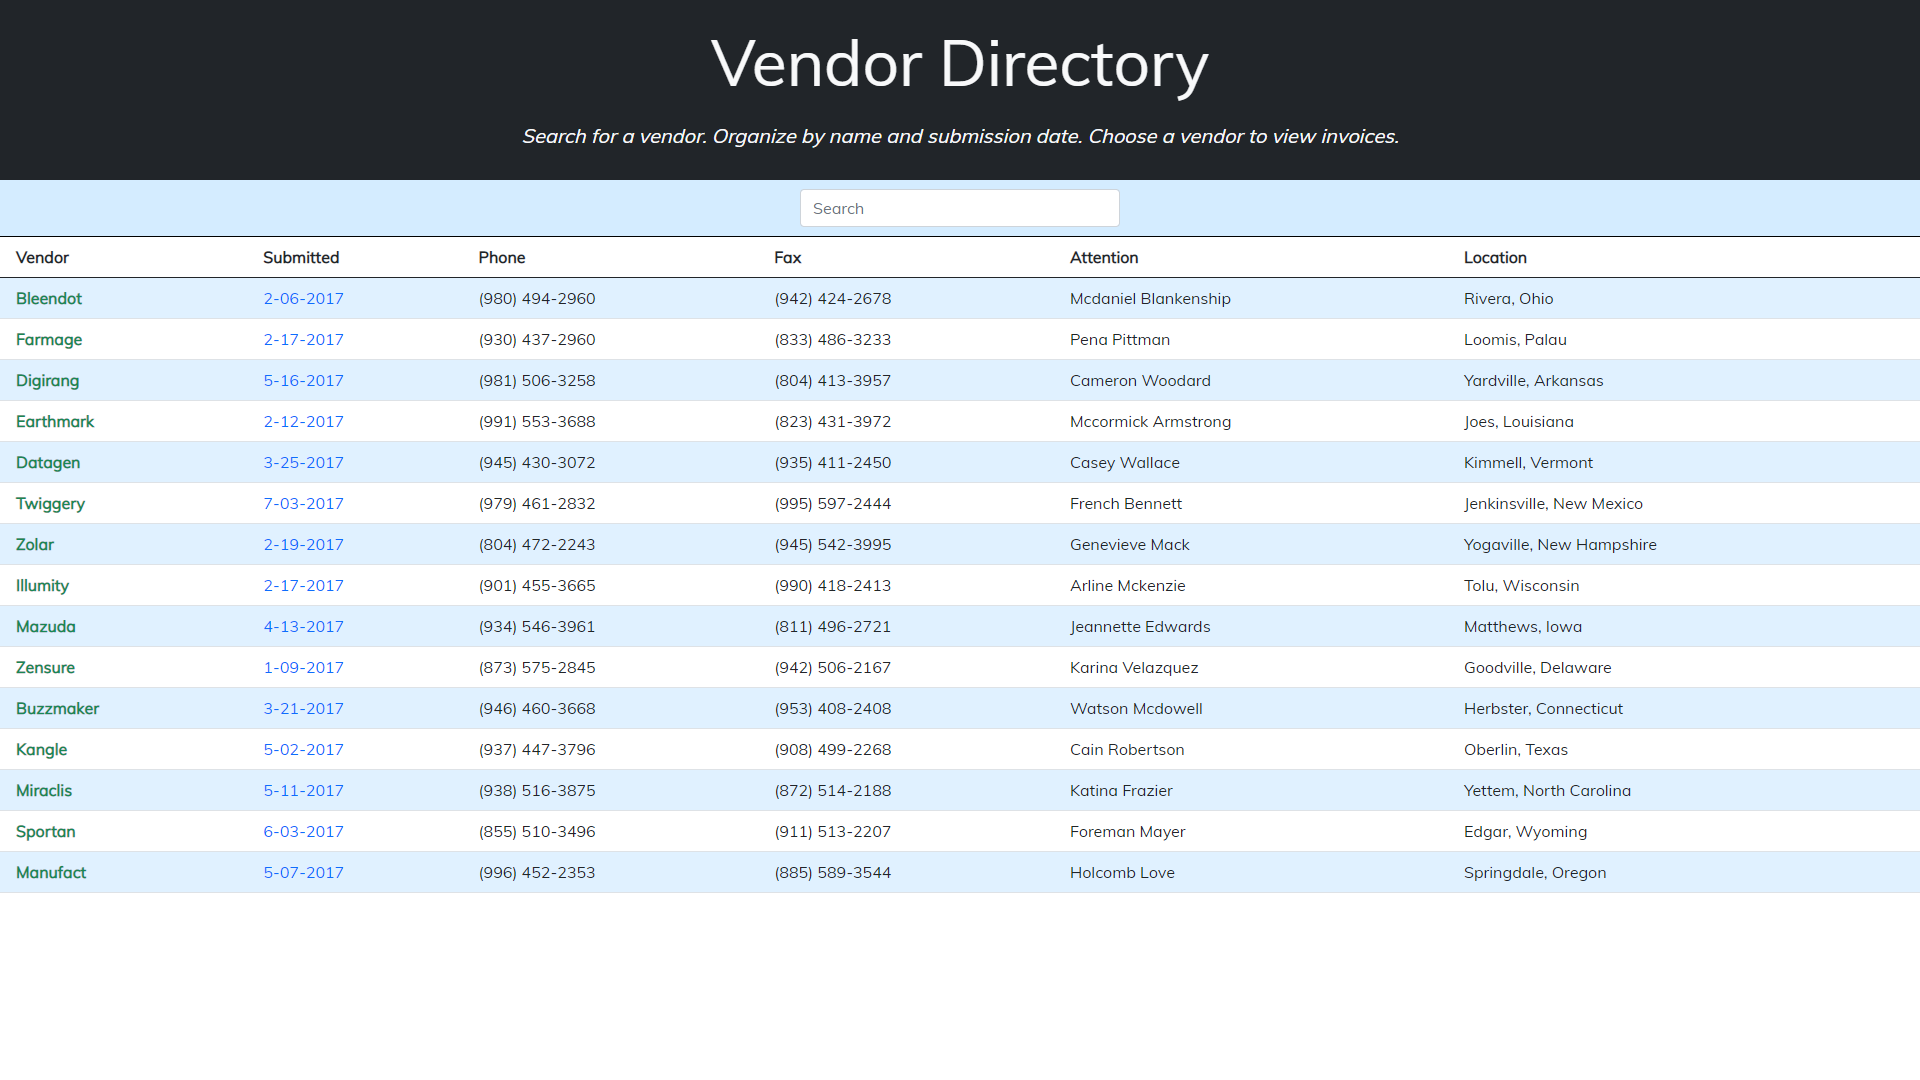 Vendor Directory
Search for a vendor. Organize by name and submission date. Choose a vendor to view invoices.
Search
Vendor Submitted Phone Fax Attention Location
Bleendot 2-06-2017 (980) 494-2960 (942) 424-2678 Mcdaniel Blankenship Rivera, Ohio
Farmage 2-17-2017 (930) 437-2960 (833) 486-3233 Pena Pittman Loomis, Palau
Digirang 5-16-2017 (981) 506-3258 (804) 413-3957 Cameron Woodard Yardville, Arkansas
Earthmark 2-12-2017 (991) 553-3688 (823) 431-3972 Mccormick Armstrong Joes, Louisiana
Datagen 3-25-2017 (945) 430-3072 (935) 411-2450 Casey Wallace Kimmell, Vermont
Twiggery 7-03-2017 (979) 461-2832 (995) 597-2444 French Bennett Jenkinsville, New Mexico
Zolar 2-19-2017 (804) 472-2243 (945) 542-3995 Genevieve Mack Yogaville, New Hampshire
Illumity 2-17-2017 (901) 455-3665 (990) 418-2413 Arline Mckenzie Tolu, Wisconsin
Mazuda 4-13-2017 (934) 546-3961 (811) 496-2721 Jeannette Edwards Matthews, Iowa
Zensure 1-09-2017 (873) 575-2845 (942) 506-2167 Karina Velazquez Goodville, Delaware
Buzzmaker 3-21-2017 (946) 460-3668 (953) 408-2408 Watson Mcdowell Herbster, Connecticut
Kangle 5-02-2017 (937) 447-3796 (908) 499-2268 Cain Robertson Oberlin, Texas
Miraclis 5-11-2017 (938) 516-3875 (872) 514-2188 Katina Frazier Yettem, North Carolina
Sportan 6-03-2017 (855) 510-3496 (911) 513-2207 Foreman Mayer Edgar, Wyoming
Manufact 5-07-2017 (996) 452-2353 (885) 589-3544 Holcomb Love Springdale, Oregon